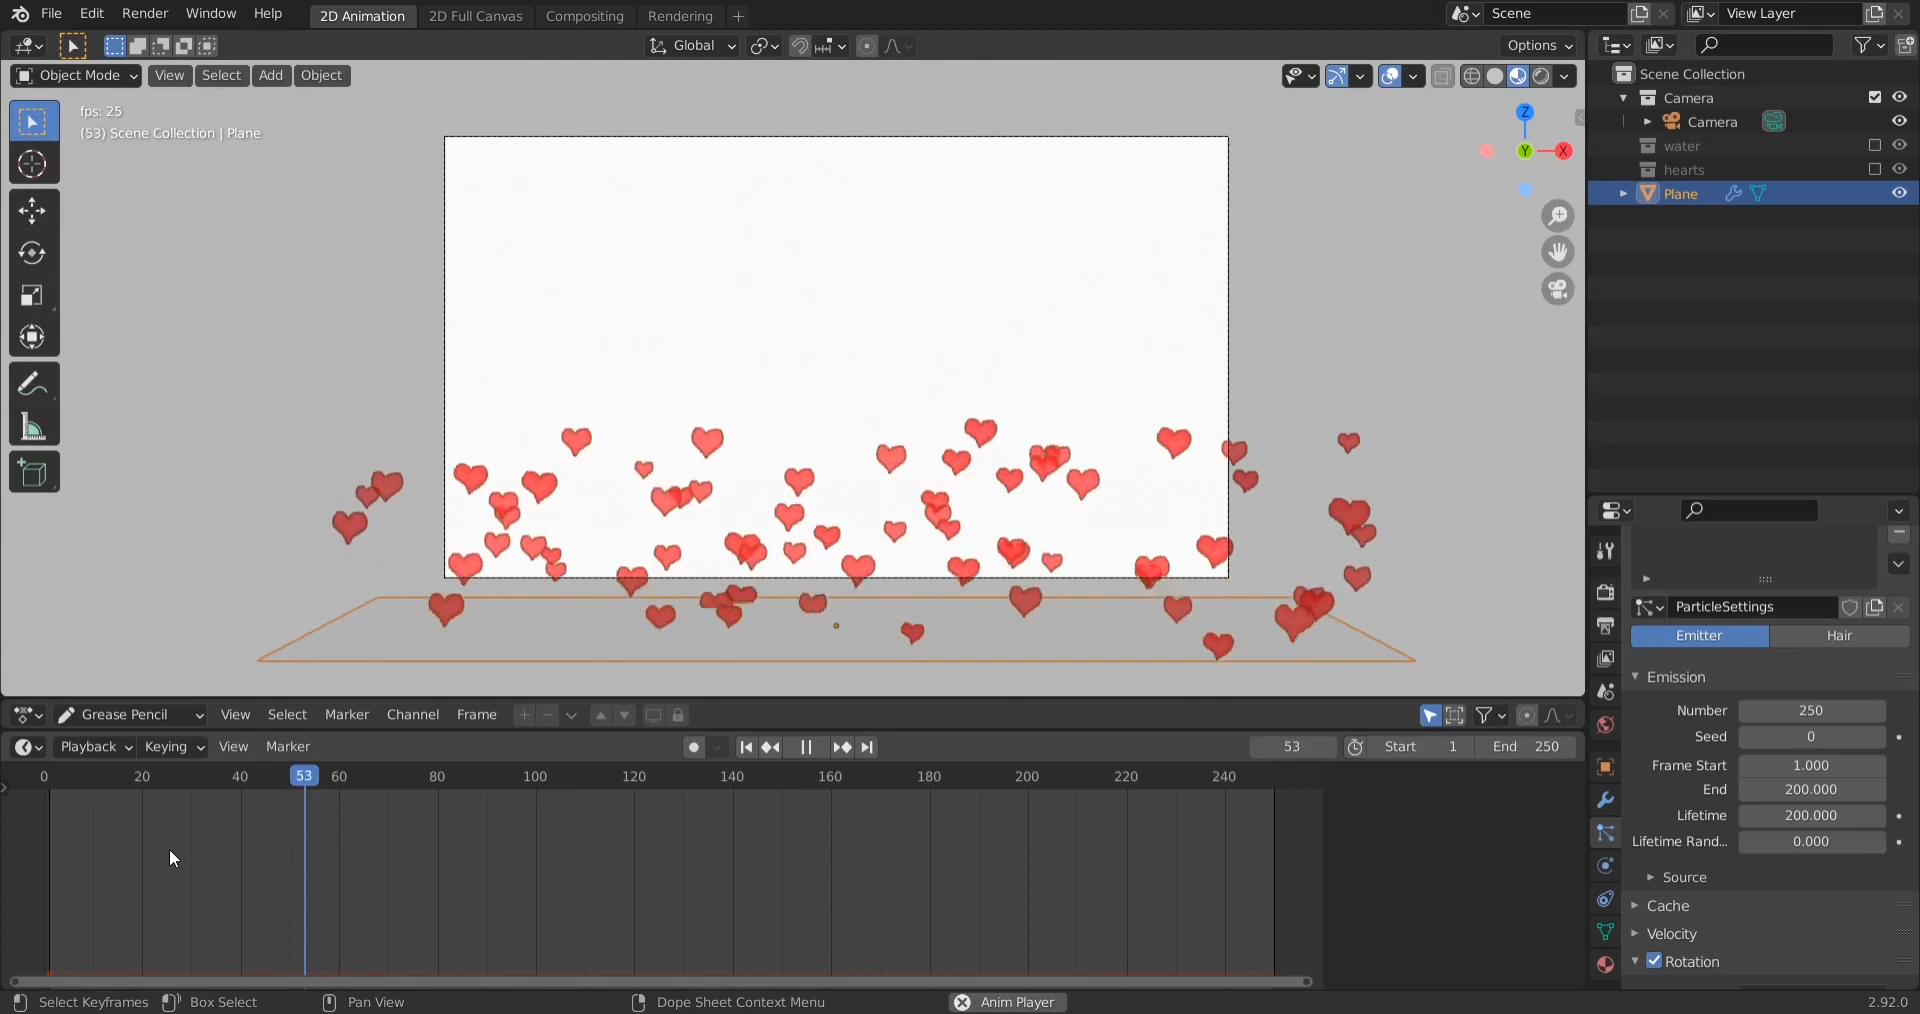 File Edit Render Window Help 2D Animation 2D Full Canvas Compositing Rendering + Scene View Layer
Global Options
Object Mode View Select Add Object
Scene Collection
Camera
Camera
water
hearts
Plane
fps: 25
(53) Scene Collection | Plane
Z
Y X
ParticleSettings
Emitter Hair
Emission
Number 250
Seed 0
Frame Start 1.000
End 200.000
Lifetime 200.000
Lifetime Rand... 0.000
Source
Cache
Velocity
Rotation
Grease Pencil View Select Marker Channel Frame
Playback Keying View Marker 53 Start 1 End 250
0 20 40 53 60 80 100 120 140 160 180 200 220 240
Select Keyframes Box Select Pan View Dope Sheet Context Menu Anim Player 2.92.0